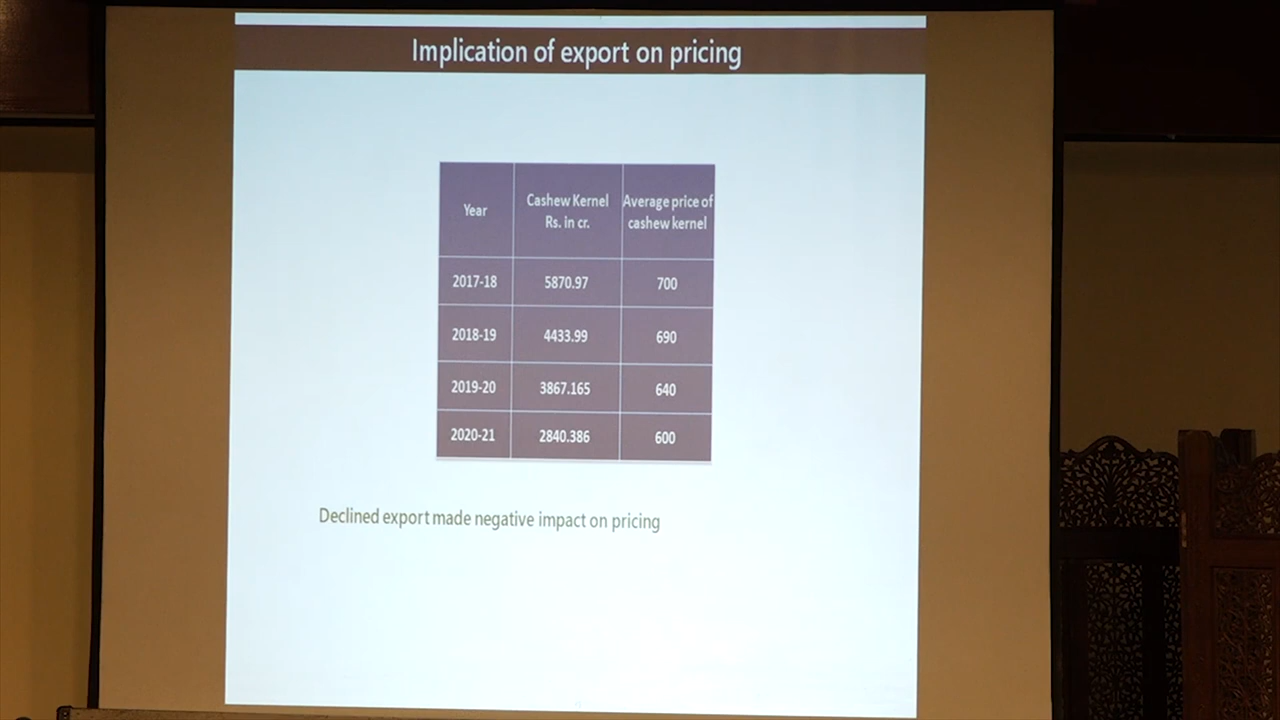 Implication of export on pricing
Year
Cashew Kernel
Rs. in cr.
Average price of
cashew kernel
2017-18 5870.97 700
2018-19 4433.99 690
2019-20 3867.165 640
2020-21 2840.386 600
Declined export made negative impact on pricing